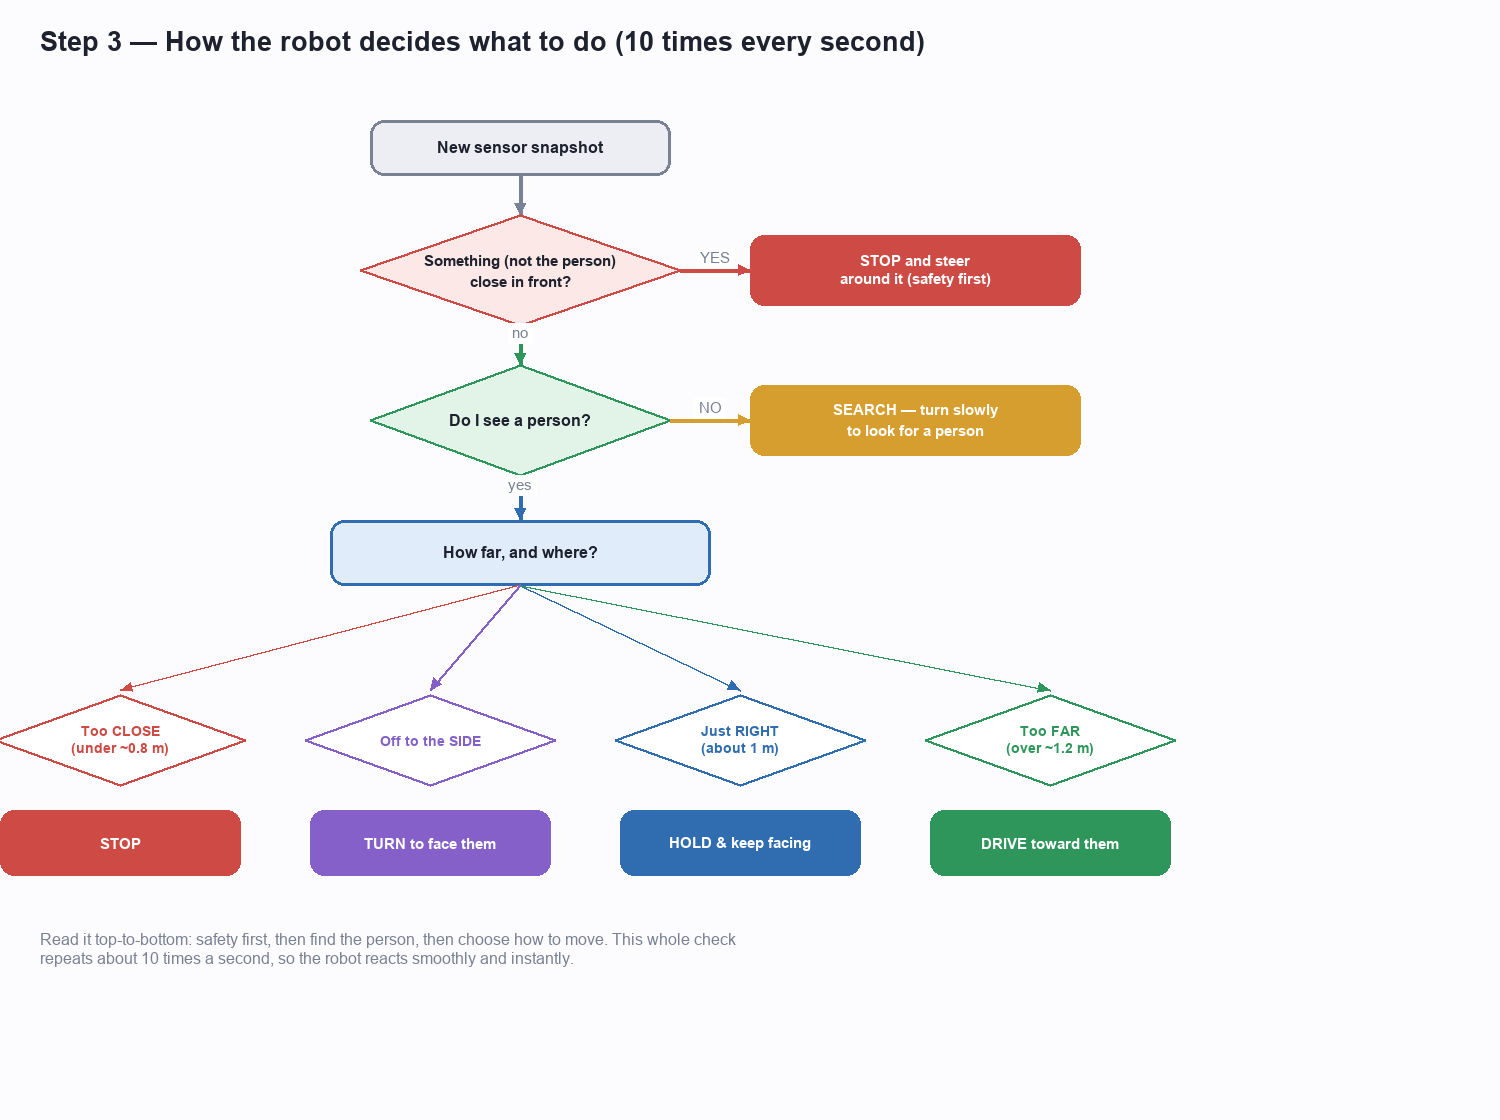 Step 3 — How the robot decides what to do (10 times every second)
New sensor snapshot
Something (not the person)
close in front?
YES
STOP and steer
around it (safety first)
no
Do I see a person?
NO
SEARCH — turn slowly
to look for a person
yes
How far, and where?
Too CLOSE
(under ~0.8 m)
Off to the SIDE
Just RIGHT
(about 1 m)
Too FAR
(over ~1.2 m)
STOP
TURN to face them
HOLD & keep facing
DRIVE toward them
Read it top-to-bottom: safety first, then find the person, then choose how to move. This whole check
repeats about 10 times a second, so the robot reacts smoothly and instantly.